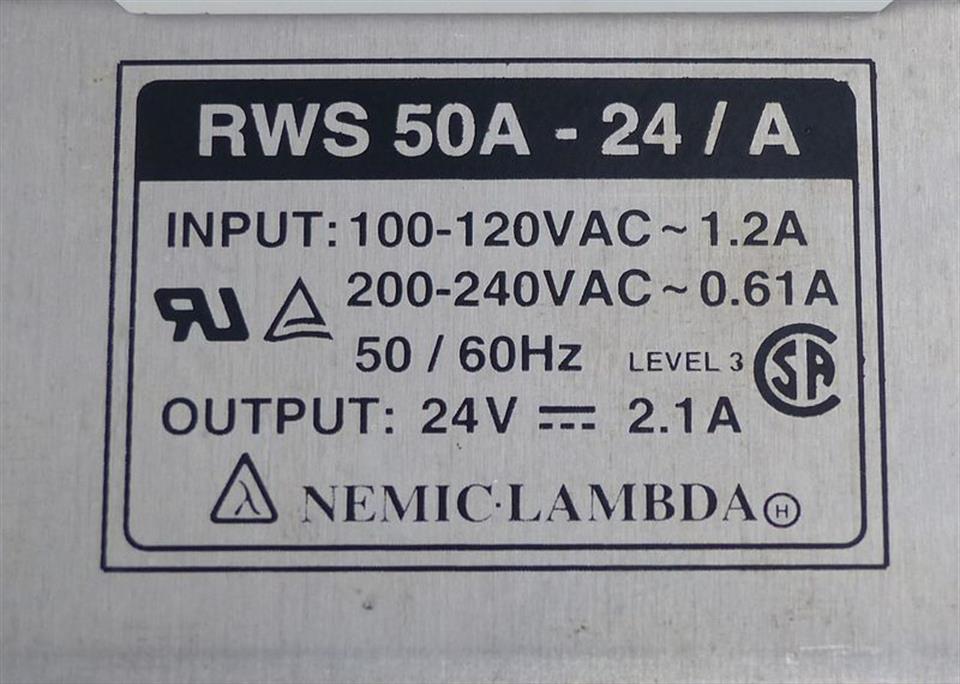 RWS 50A - 24 / A
INPUT: 100-120VAC ~ 1.2A
200-240VAC ~ 0.61A
50 / 60Hz LEVEL 3 SA
OUTPUT: 24V ⎓ 2.1A
λ NEMIC·LAMBDA Ⓗ